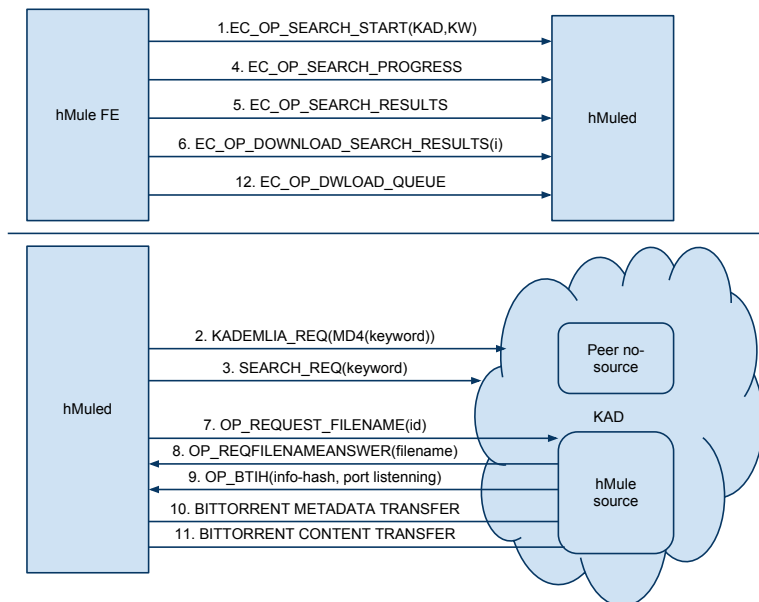 1.EC_OP_SEARCH_START(KAD,KW)
4. EC_OP_SEARCH_PROGRESS
hMule FE
5. EC_OP_SEARCH_RESULTS
hMuled
6. EC_OP_DOWNLOAD_SEARCH_RESULTS(i)
12. EC_OP_DWLOAD_QUEUE
2. KADEMLIA_REQ(MD4(keyword))
Peer no-
source
3. SEARCH_REQ(keyword)
hMuled
KAD
7. OP_REQUEST_FILENAME(id)
8. OP_REQFILENAMEANSWER(filename)
9. OP_BTIH(info-hash, port listenning)
hMule
source
10. BITTORRENT METADATA TRANSFER
11. BITTORRENT CONTENT TRANSFER